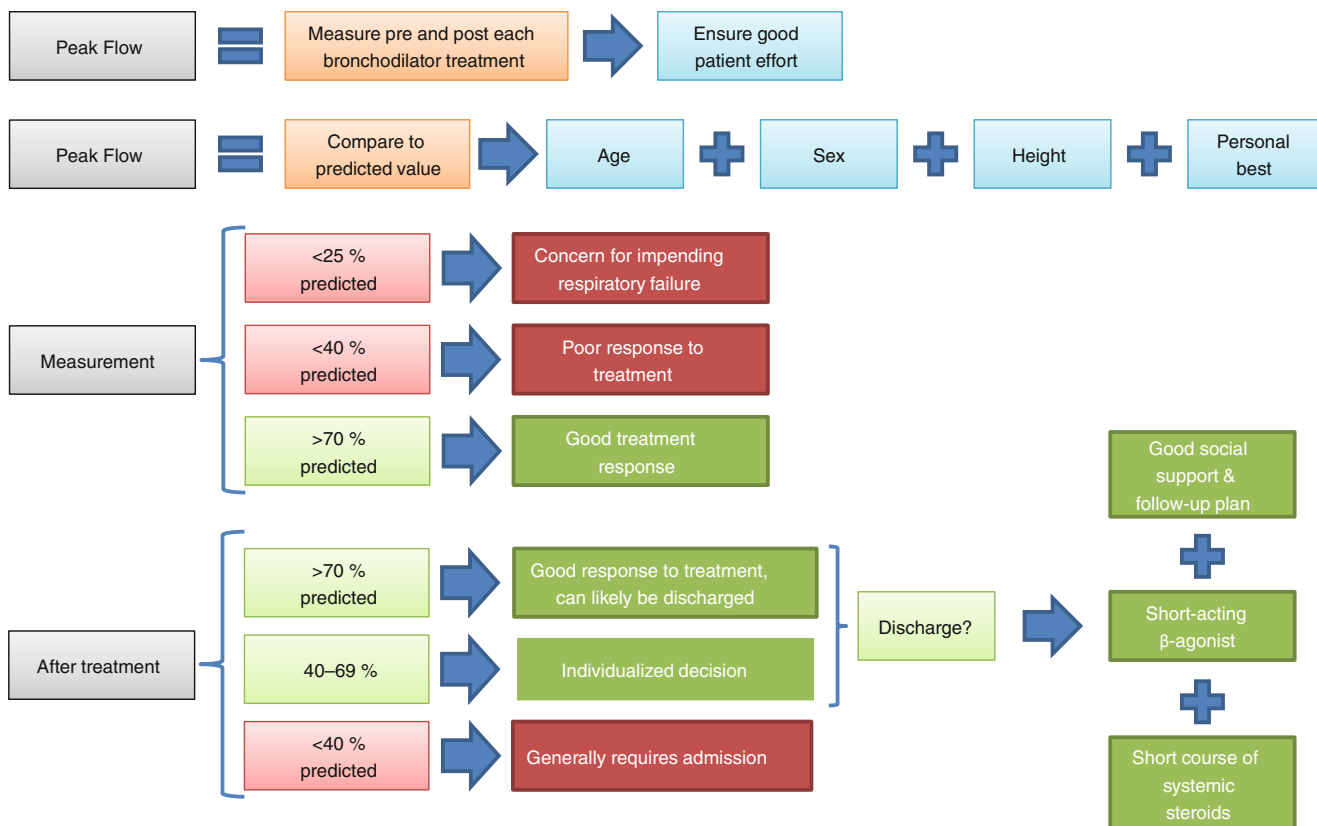 Peak Flow
Measure pre and post each
bronchodilator treatment
Ensure good
patient effort
Peak Flow
Compare to
predicted value
Age
Sex
Height
Personal
best
Measurement
<25 %
predicted
Concern for impending
respiratory failure
<40 %
predicted
Poor response to
treatment
>70 %
predicted
Good treatment
response
After treatment
>70 %
predicted
Good response to treatment,
can likely be discharged
40–69 %
Individualized decision
<40 %
predicted
Generally requires admission
Discharge?
Good social
support &
follow-up plan
Short-acting
β-agonist
Short course of
systemic
steroids